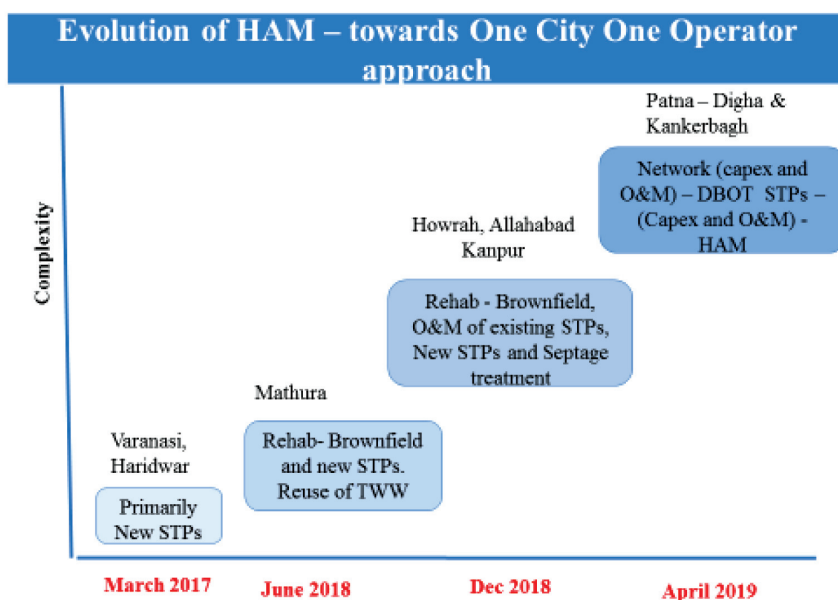 Evolution of HAM – towards One City One Operator
approach
Complexity
Patna – Digha &
Kankerbagh
Network (capex and
O&M) – DBOT STPs –
(Capex and O&M) -
HAM
Howrah, Allahabad
Kanpur
Rehab - Brownfield,
O&M of existing STPs,
New STPs and Septage
treatment
Mathura
Rehab- Brownfield
and new STPs.
Reuse of TWW
Varanasi,
Haridwar
Primarily
New STPs
March 2017
June 2018
Dec 2018
April 2019